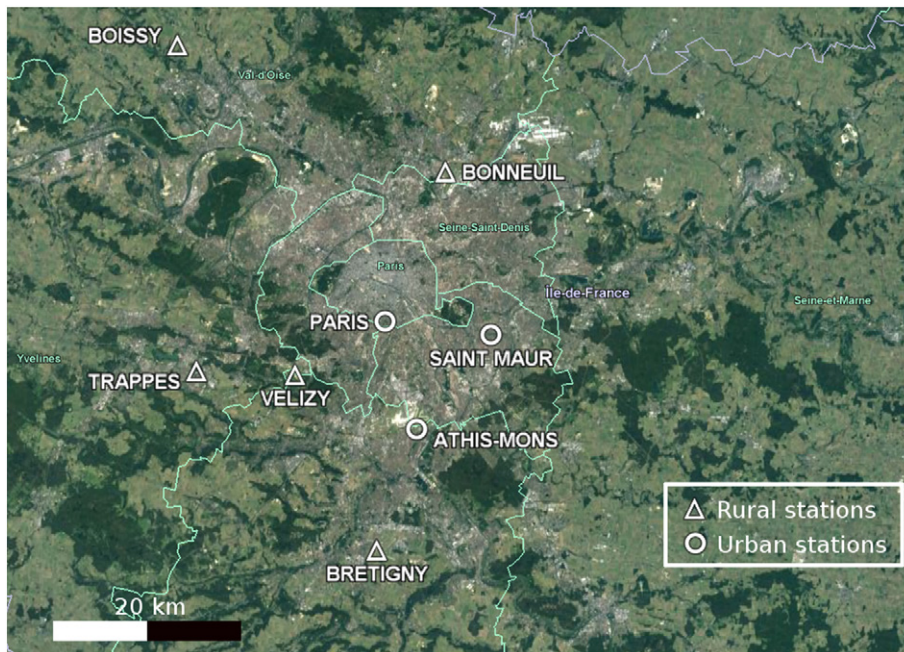 BOISSY
Val-d'Oise
BONNEUIL
Seine-Saint-Denis
Paris
Île-de-France
Seine-et-Marne
PARIS
SAINT MAUR
Yvelines
TRAPPES
VELIZY
ATHIS-MONS
Rural stations
Urban stations
BRETIGNY
20 km